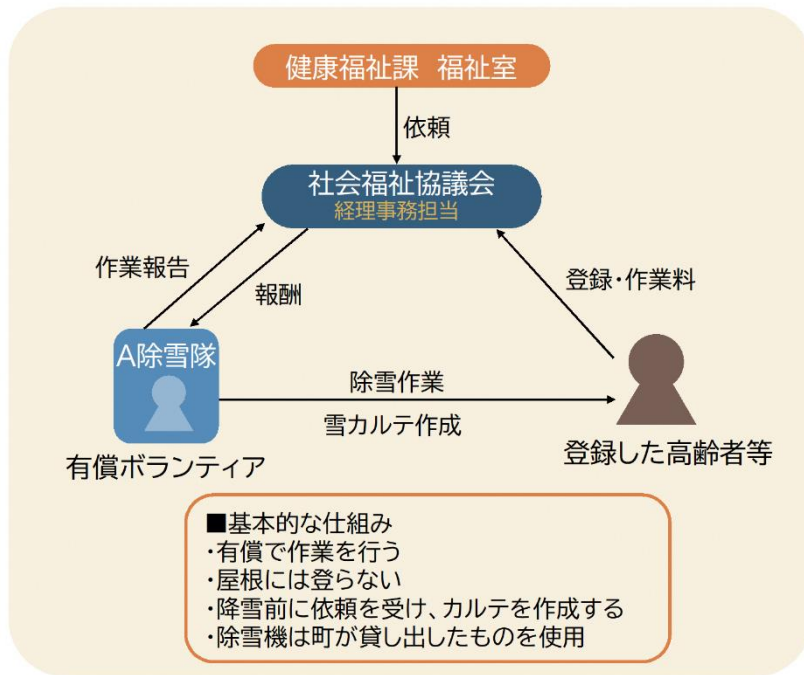 健康福祉課 福祉室
依頼
社会福祉協議会
経理事務担当
作業報告
報酬
登録・作業料
A除雪隊
除雪作業
雪カルテ作成
有償ボランティア
登録した高齢者等
■基本的な仕組み
・有償で作業を行う
・屋根には登らない
・降雪前に依頼を受け、カルテを作成する
・除雪機は町が貸し出したものを使用